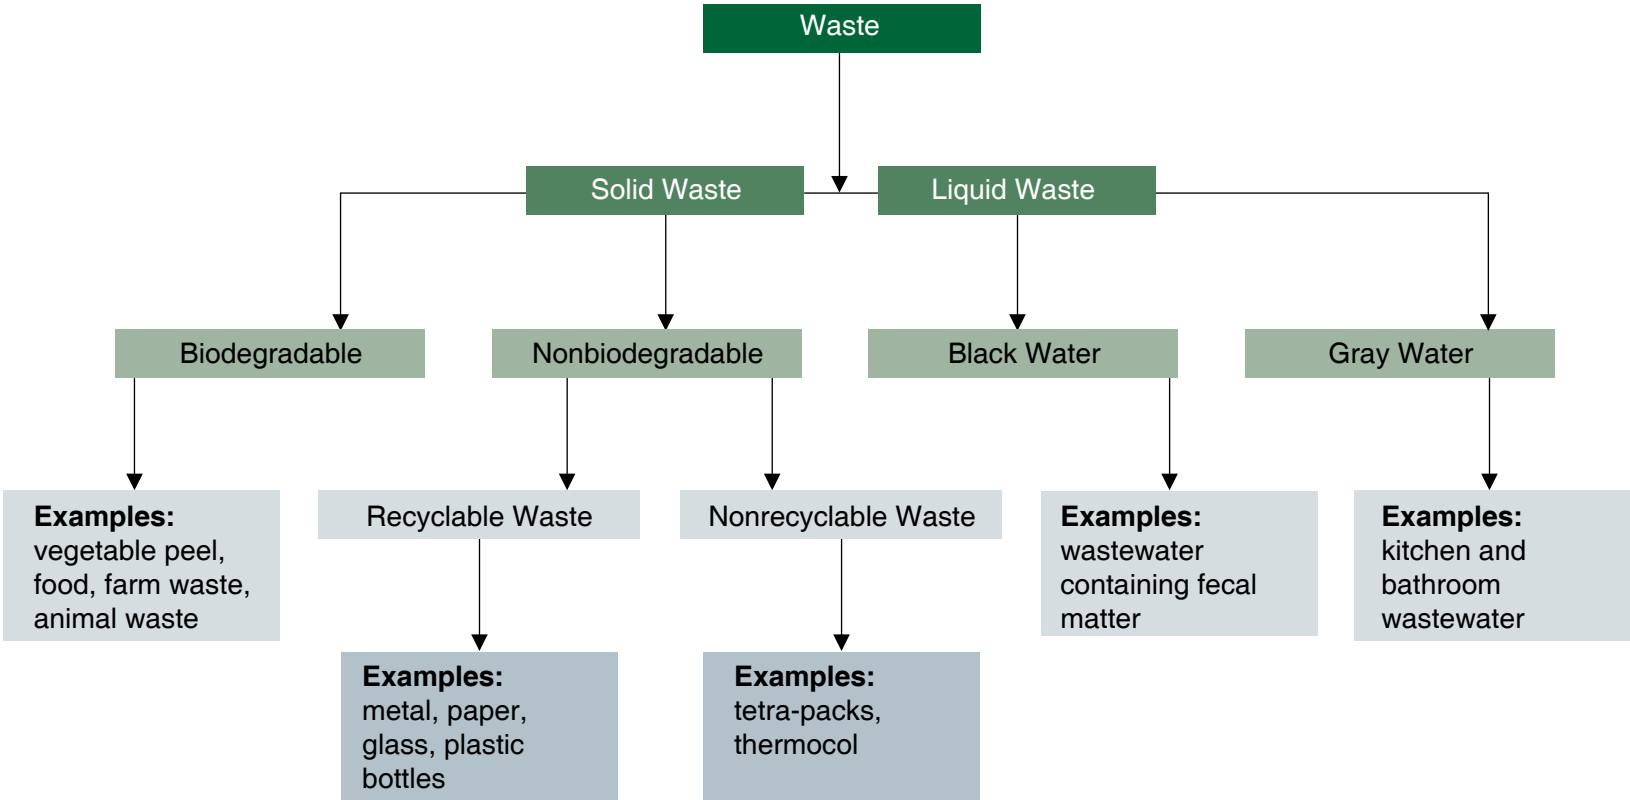 Waste
Solid Waste
Liquid Waste
Biodegradable
Nonbiodegradable
Black Water
Gray Water
Examples:
vegetable peel,
food, farm waste,
animal waste
Recyclable Waste
Nonrecyclable Waste
Examples:
wastewater
containing fecal
matter
Examples:
kitchen and
bathroom
wastewater
Examples:
metal, paper,
glass, plastic
bottles
Examples:
tetra-packs,
thermocol